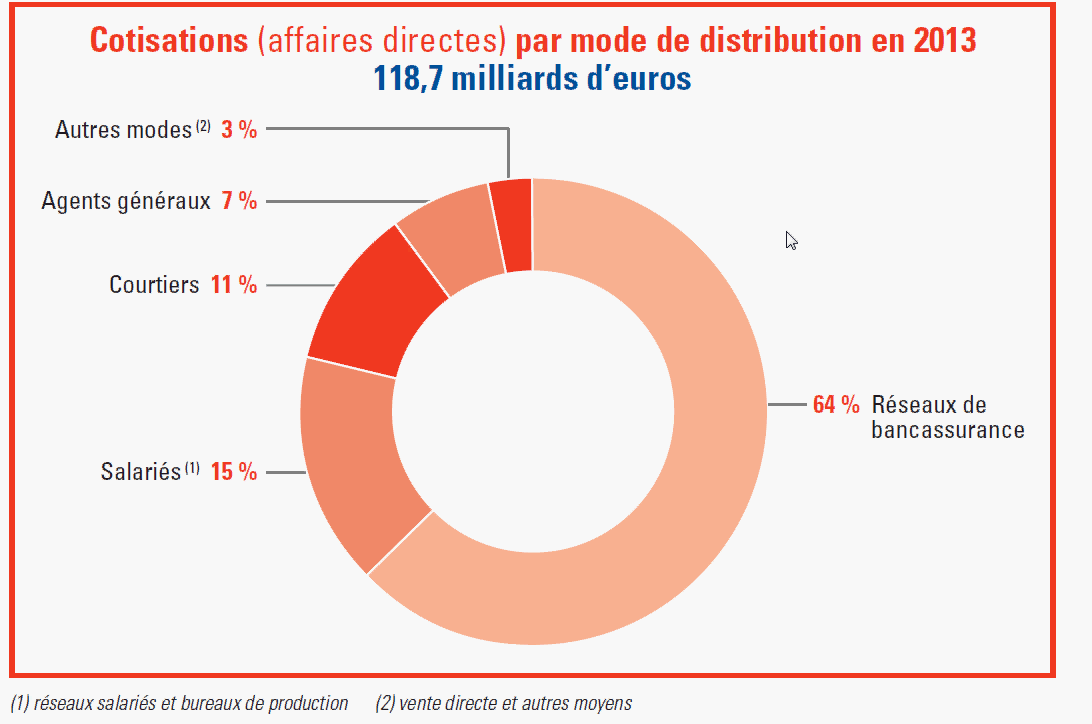 Cotisations (affaires directes) par mode de distribution en 2013
118,7 milliards d’euros
Autres modes (2) 3 %
Agents généraux 7 %
Courtiers 11 %
64 % Réseaux de
bancassurance
Salariés (1) 15 %
(1) réseaux salariés et bureaux de production (2) vente directe et autres moyens